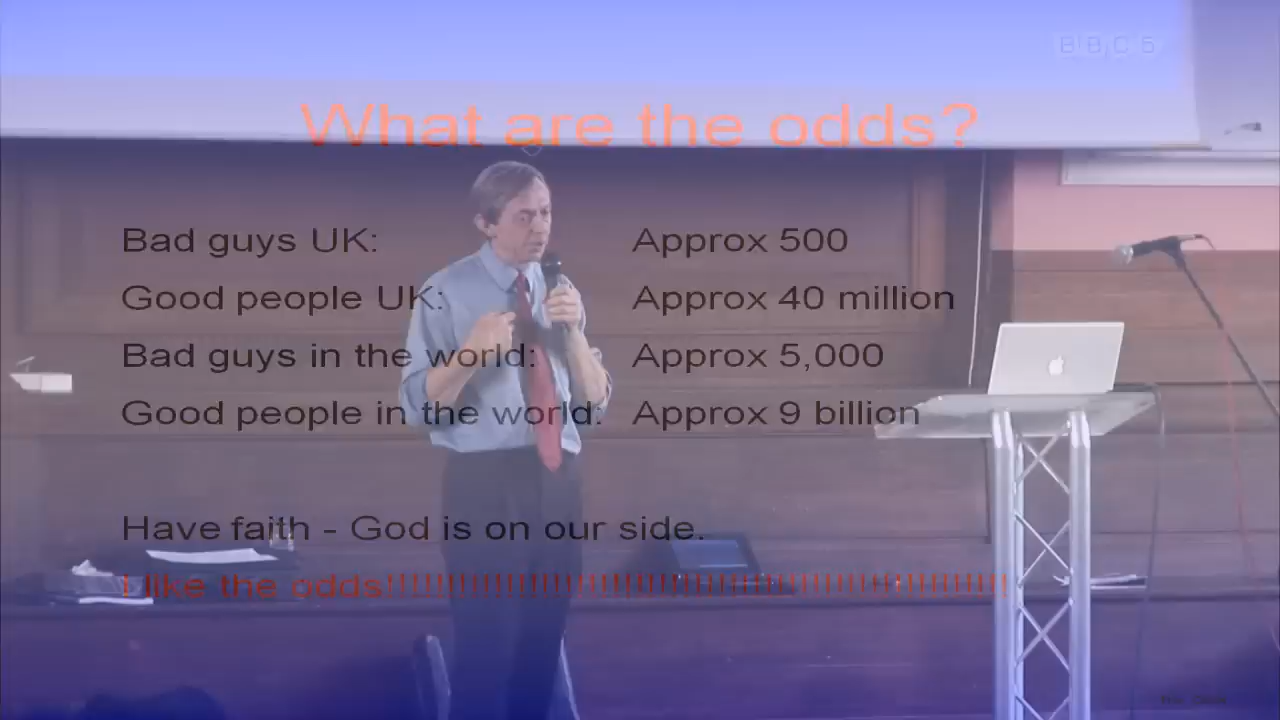 BBC 5
What are the odds?
Bad guys UK: Approx 500
Good people UK: Approx 40 million
Bad guys in the world: Approx 5,000
Good people in the world: Approx 9 billion
Have faith - God is on our side.
I like the odds!!!!!!!!!!!!!!!!!!!!!!!!!!!!!!!!!!!!!!!!!!!!!!!!!!!!!!!